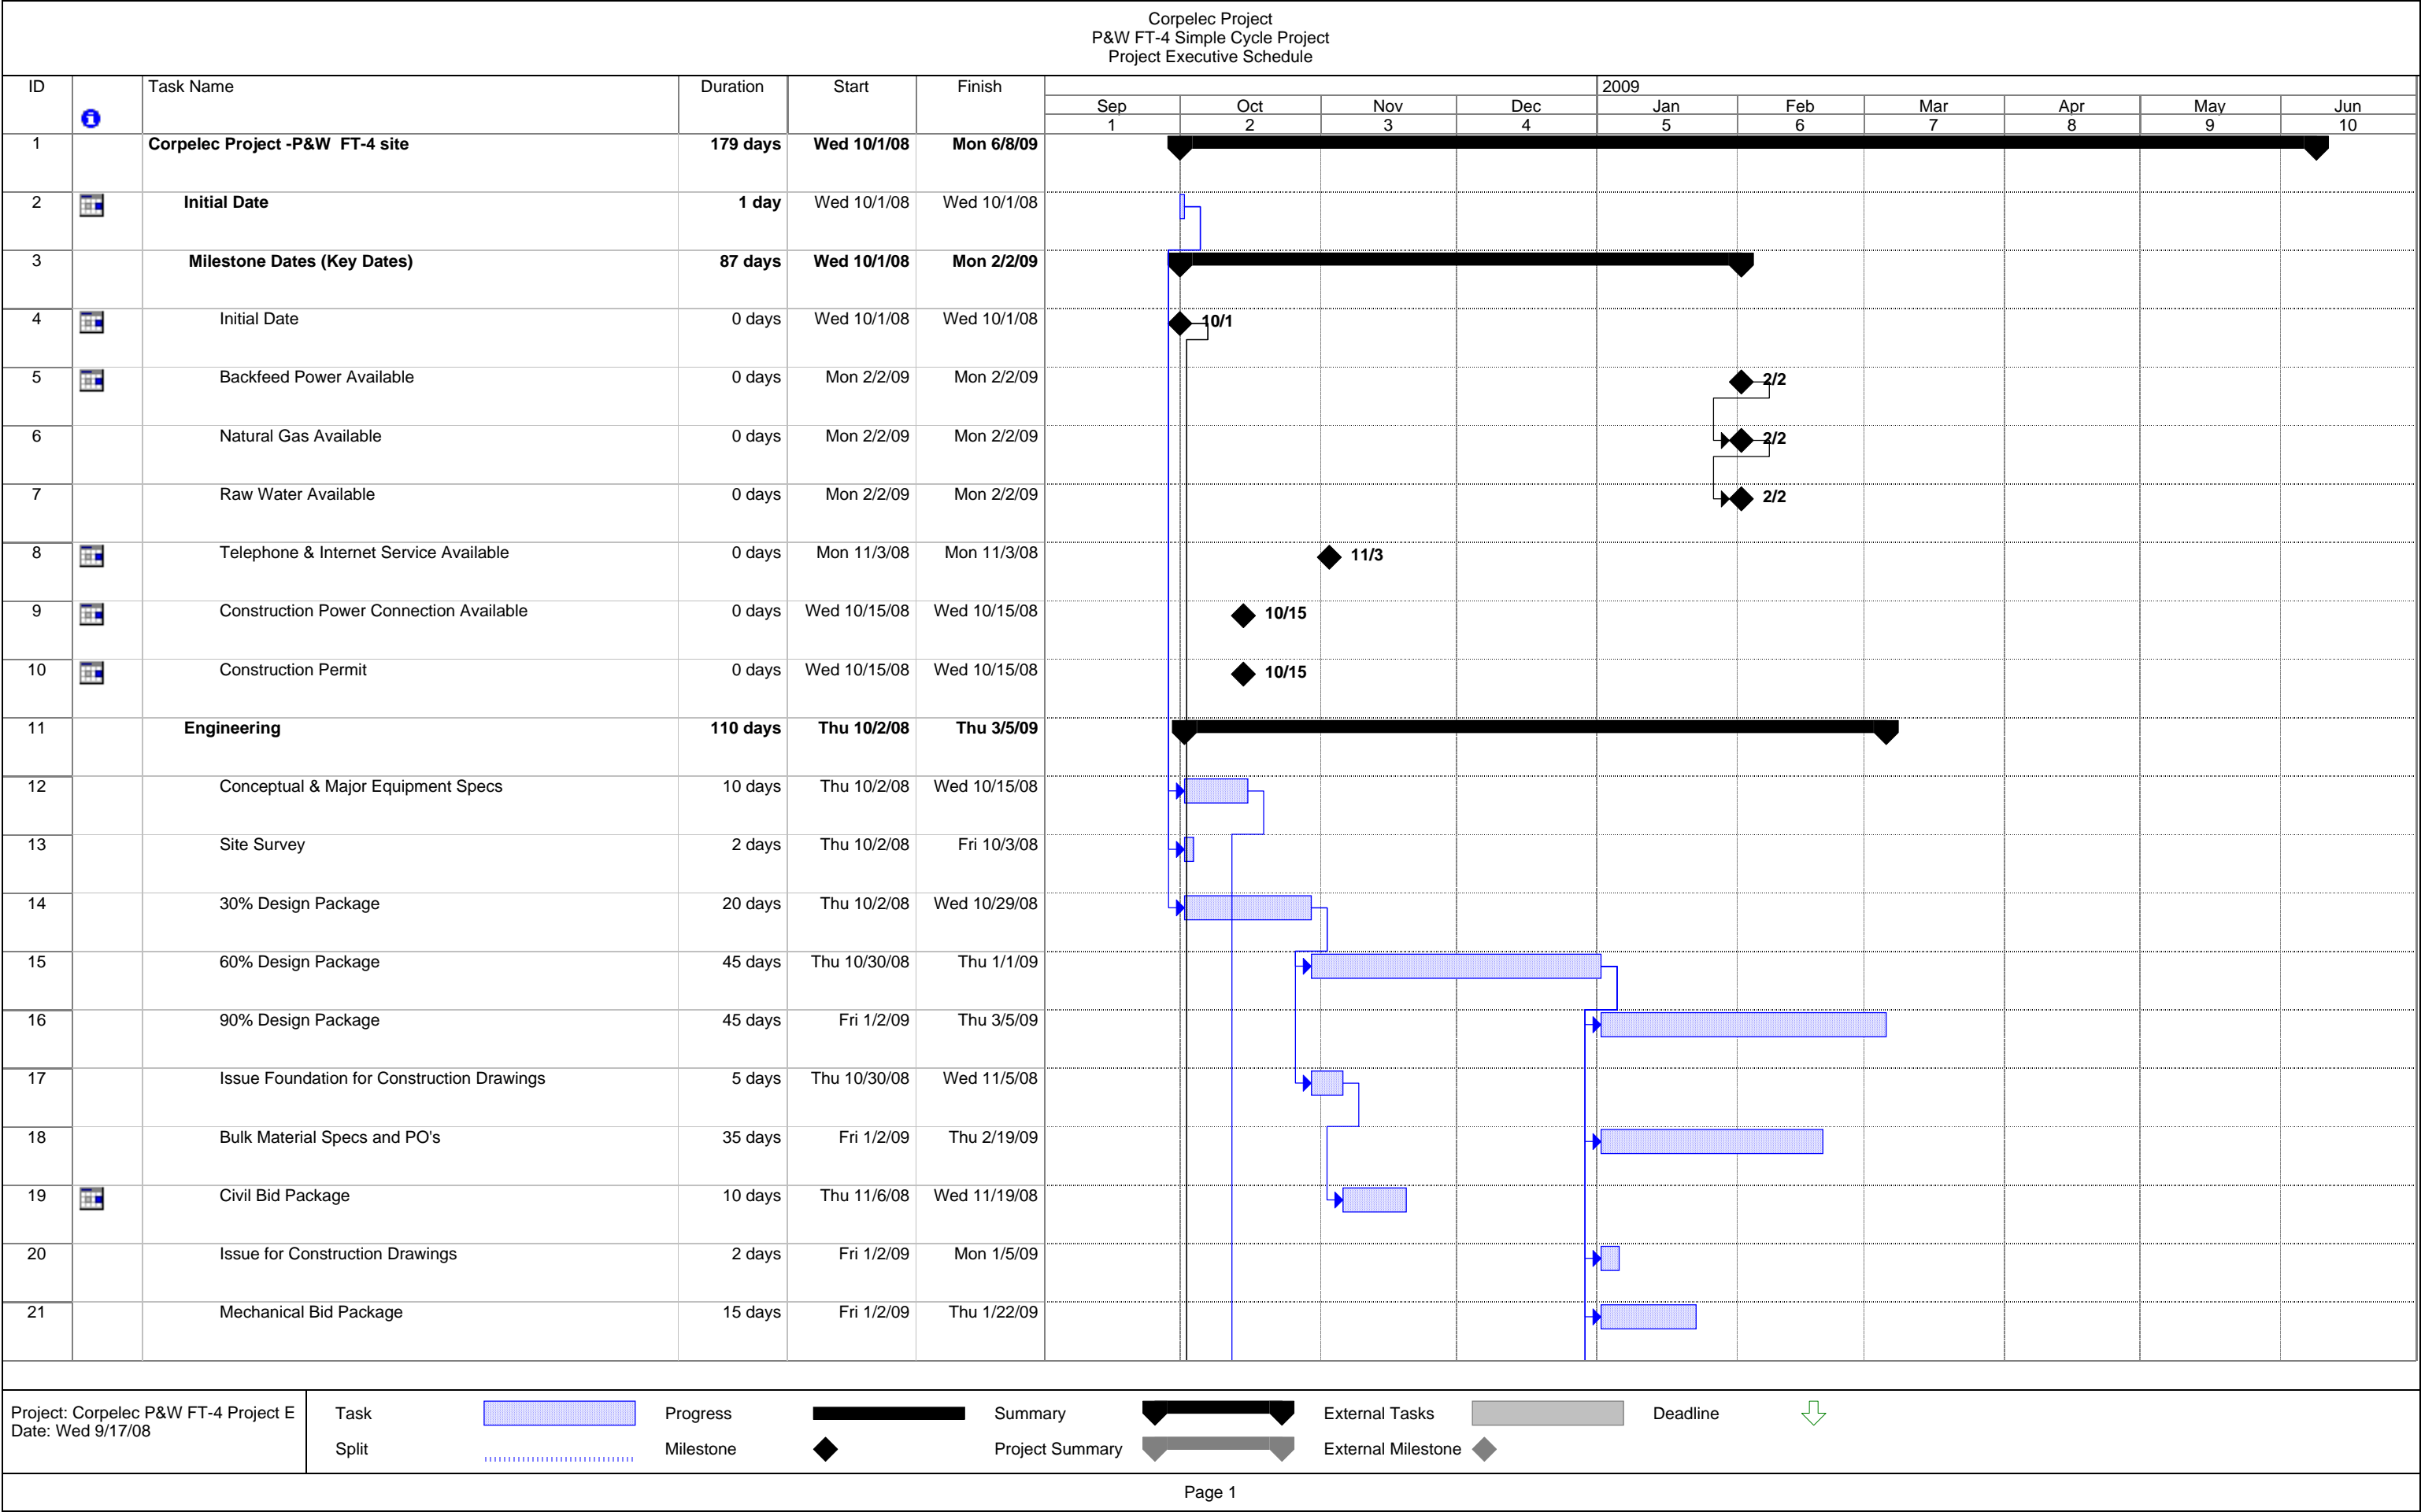 Corpelec Project
P&W FT-4 Simple Cycle Project
Project Executive Schedule
ID Task Name Duration Start Finish 2009
Sep Oct Nov Dec Jan Feb Mar Apr May Jun
1 2 3 4 5 6 7 8 9 10
1 Corpelec Project -P&W FT-4 site 179 days Wed 10/1/08 Mon 6/8/09
2 Initial Date 1 day Wed 10/1/08 Wed 10/1/08
3 Milestone Dates (Key Dates) 87 days Wed 10/1/08 Mon 2/2/09
4 Initial Date 0 days Wed 10/1/08 Wed 10/1/08 10/1
5 Backfeed Power Available 0 days Mon 2/2/09 Mon 2/2/09 2/2
6 Natural Gas Available 0 days Mon 2/2/09 Mon 2/2/09 2/2
7 Raw Water Available 0 days Mon 2/2/09 Mon 2/2/09 2/2
8 Telephone & Internet Service Available 0 days Mon 11/3/08 Mon 11/3/08 11/3
9 Construction Power Connection Available 0 days Wed 10/15/08 Wed 10/15/08 10/15
10 Construction Permit 0 days Wed 10/15/08 Wed 10/15/08 10/15
11 Engineering 110 days Thu 10/2/08 Thu 3/5/09
12 Conceptual & Major Equipment Specs 10 days Thu 10/2/08 Wed 10/15/08
13 Site Survey 2 days Thu 10/2/08 Fri 10/3/08
14 30% Design Package 20 days Thu 10/2/08 Wed 10/29/08
15 60% Design Package 45 days Thu 10/30/08 Thu 1/1/09
16 90% Design Package 45 days Fri 1/2/09 Thu 3/5/09
17 Issue Foundation for Construction Drawings 5 days Thu 10/30/08 Wed 11/5/08
18 Bulk Material Specs and PO's 35 days Fri 1/2/09 Thu 2/19/09
19 Civil Bid Package 10 days Thu 11/6/08 Wed 11/19/08
20 Issue for Construction Drawings 2 days Fri 1/2/09 Mon 1/5/09
21 Mechanical Bid Package 15 days Fri 1/2/09 Thu 1/22/09
Project: Corpelec P&W FT-4 Project E
Date: Wed 9/17/08
Task Progress Summary External Tasks Deadline
Split Milestone Project Summary External Milestone
Page 1